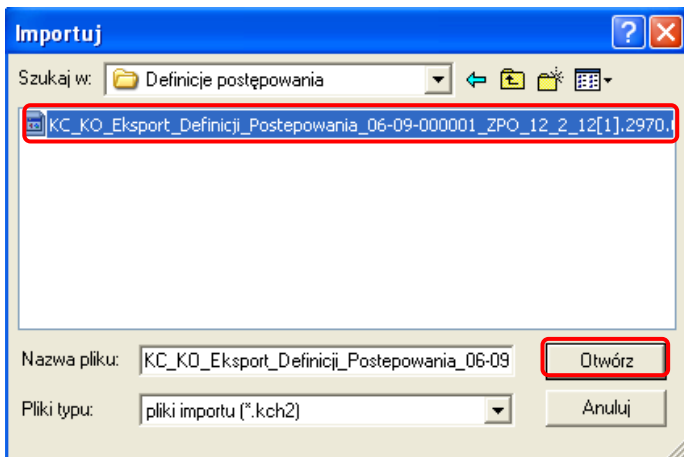 Importuj
Szukaj w: Definicje postępowania
KC_KO_Eksport_Definicji_Postepowania_06-09-000001_ZPO_12_2_12[1].2970.
Nazwa pliku: KC_KO_Eksport_Definicji_Postepowania_06-09 Otwórz
Pliki typu: pliki importu (*.kch2) Anuluj